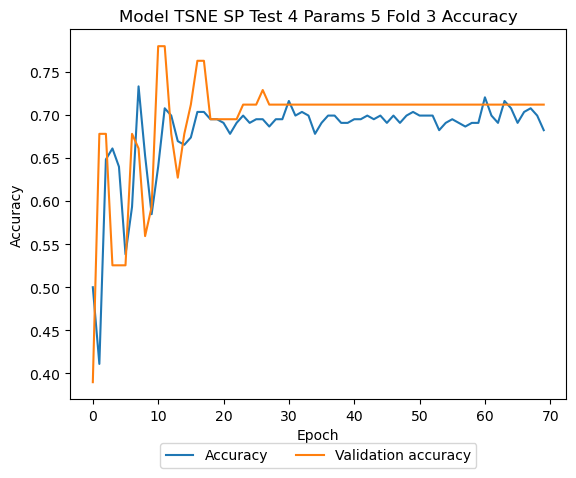 Model TSNE SP Test 4 Params 5 Fold 3 Accuracy
0.75
0.70
0.65
0.60
0.55
0.50
0.45
0.40
Accuracy
0 10 20 30 40 50 60 70
Epoch
Accuracy Validation accuracy